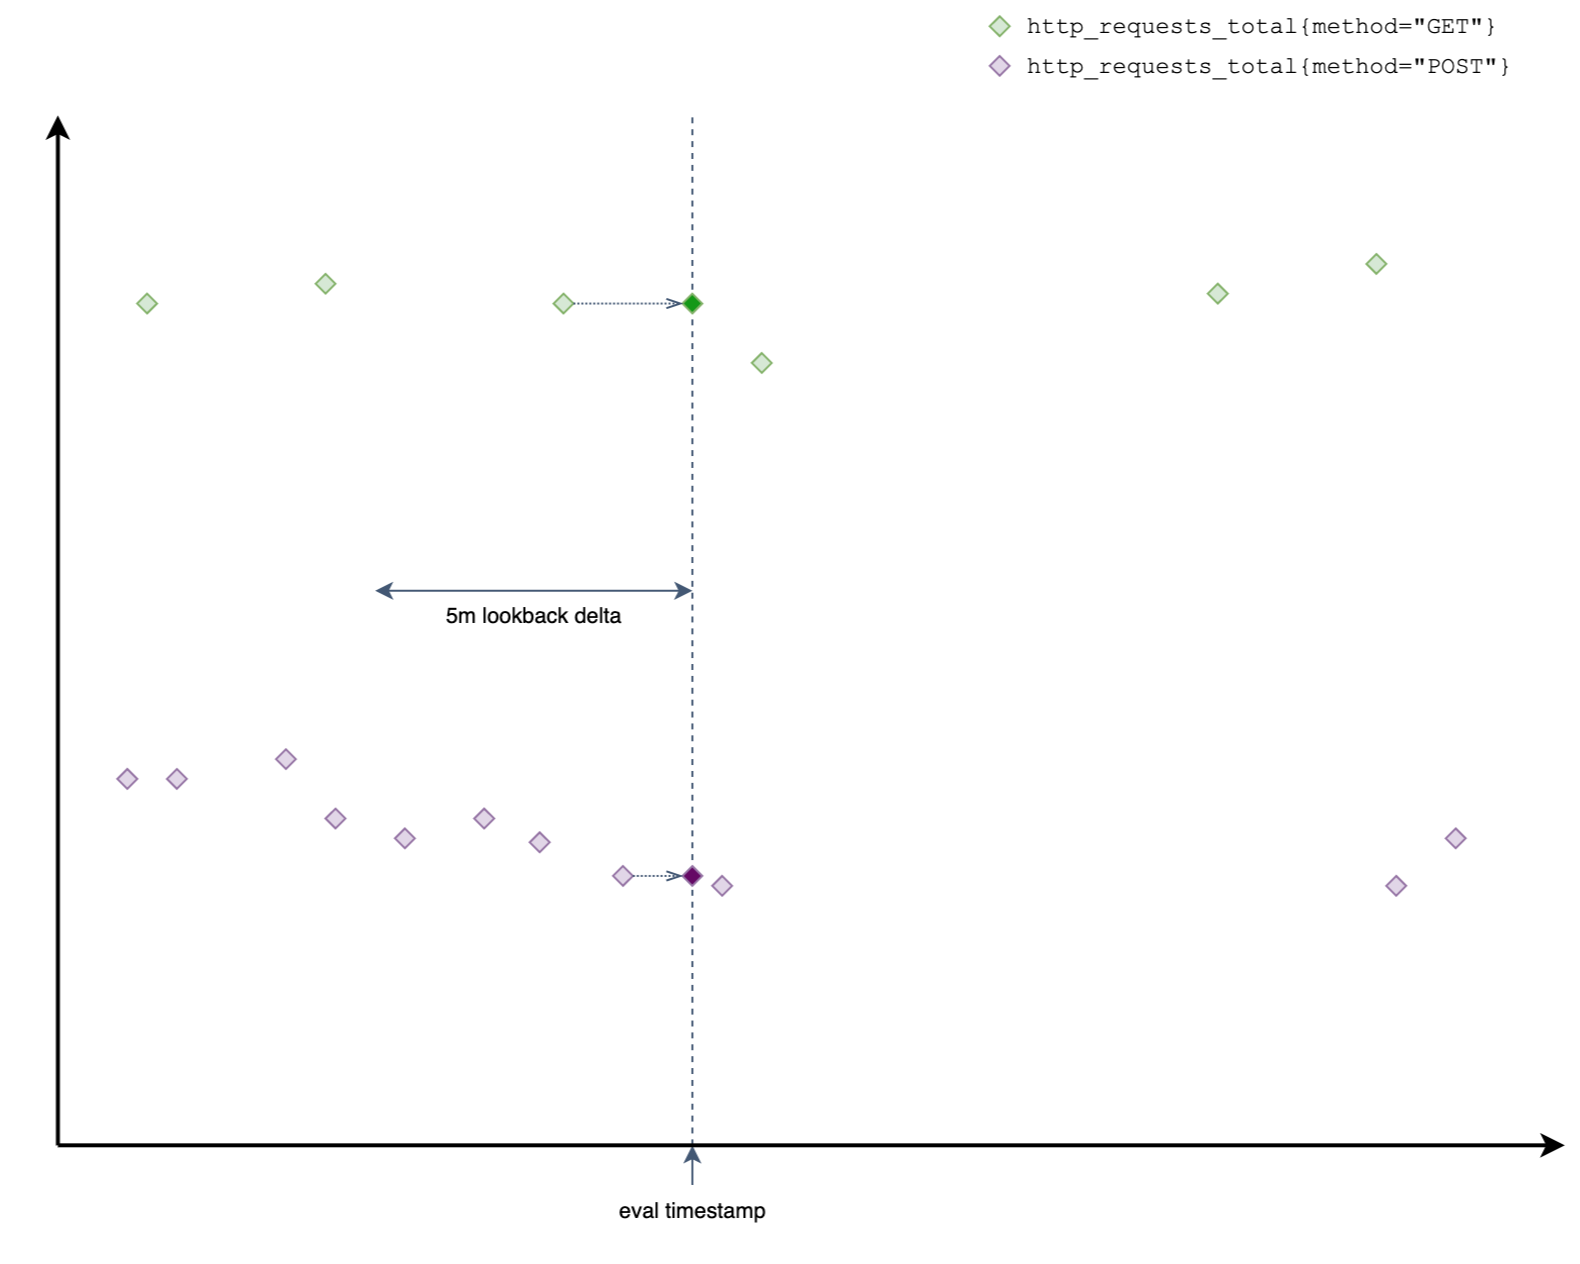 http_requests_total{method="GET"}
http_requests_total{method="POST"}
5m lookback delta
eval timestamp